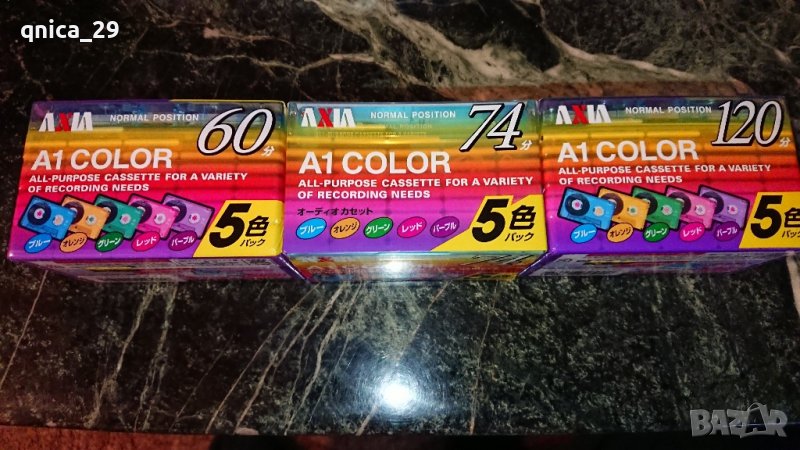 qnica_29
AXIA NORMAL POSITION 60分
A1 COLOR
ALL-PURPOSE CASSETTE FOR A VARIETY
OF RECORDING NEEDS
ブルー オレンジ グリーン レッド パープル
5色パック
AXIA NORMAL POSITION 74分
A1 COLOR
ALL-PURPOSE CASSETTE FOR A VARIETY
OF RECORDING NEEDS
オーディオカセット
ブルー オレンジ グリーン レッド パープル
5色パック
AXIA NORMAL POSITION 120分
A1 COLOR
ALL-PURPOSE CASSETTE FOR A VARIETY
OF RECORDING NEEDS
ブルー オレンジ グリーン レッド パープル
5色パック
BAZAR